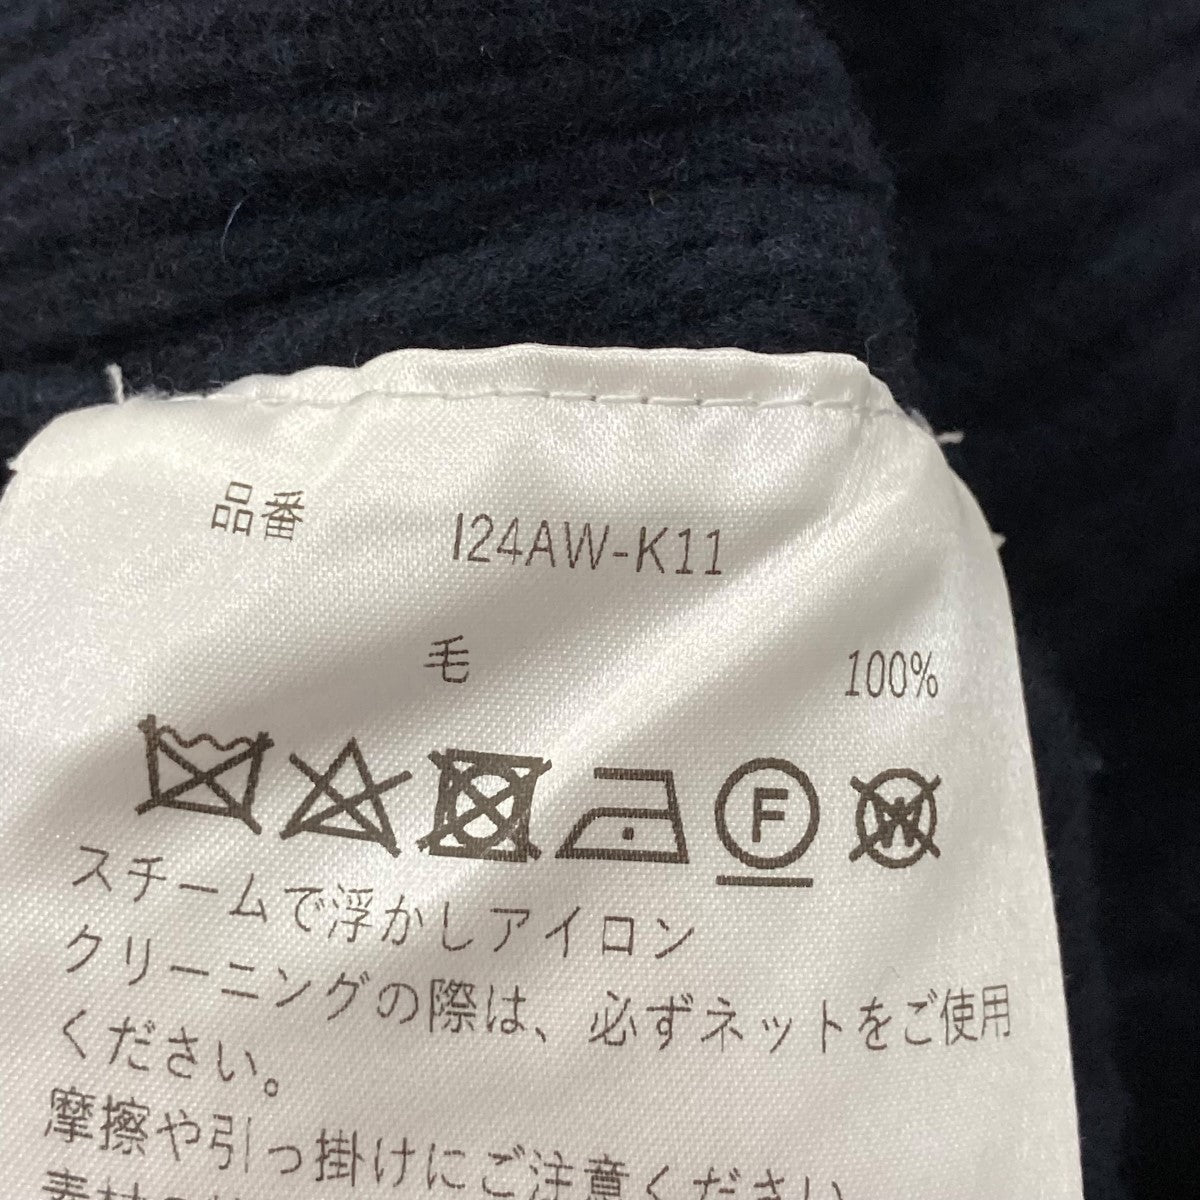 品番 I24AW-K11
毛 100%
F W
スチームで浮かしアイロン
クリーニングの際は、必ずネットをご使用
ください。
摩擦や引っ掛けにご注意ください
素材